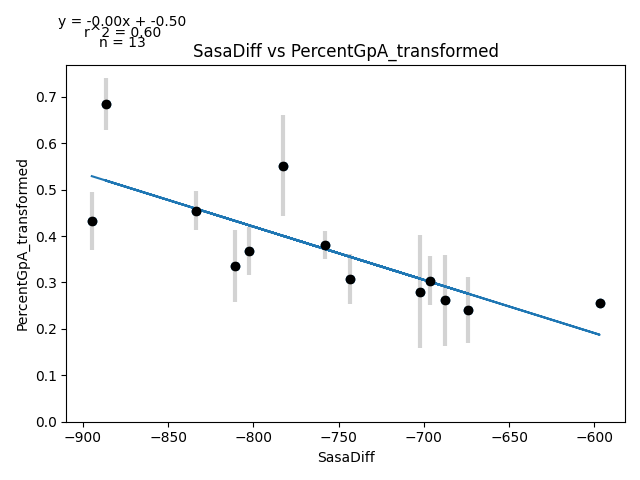 y = -0.00x + -0.50
r^2 = 0.60
n = 13
SasaDiff vs PercentGpA_transformed
PercentGpA_transformed
0.7
0.6
0.5
0.4
0.3
0.2
0.1
0.0
−900
−850
−800
−750
−700
−650
−600
SasaDiff